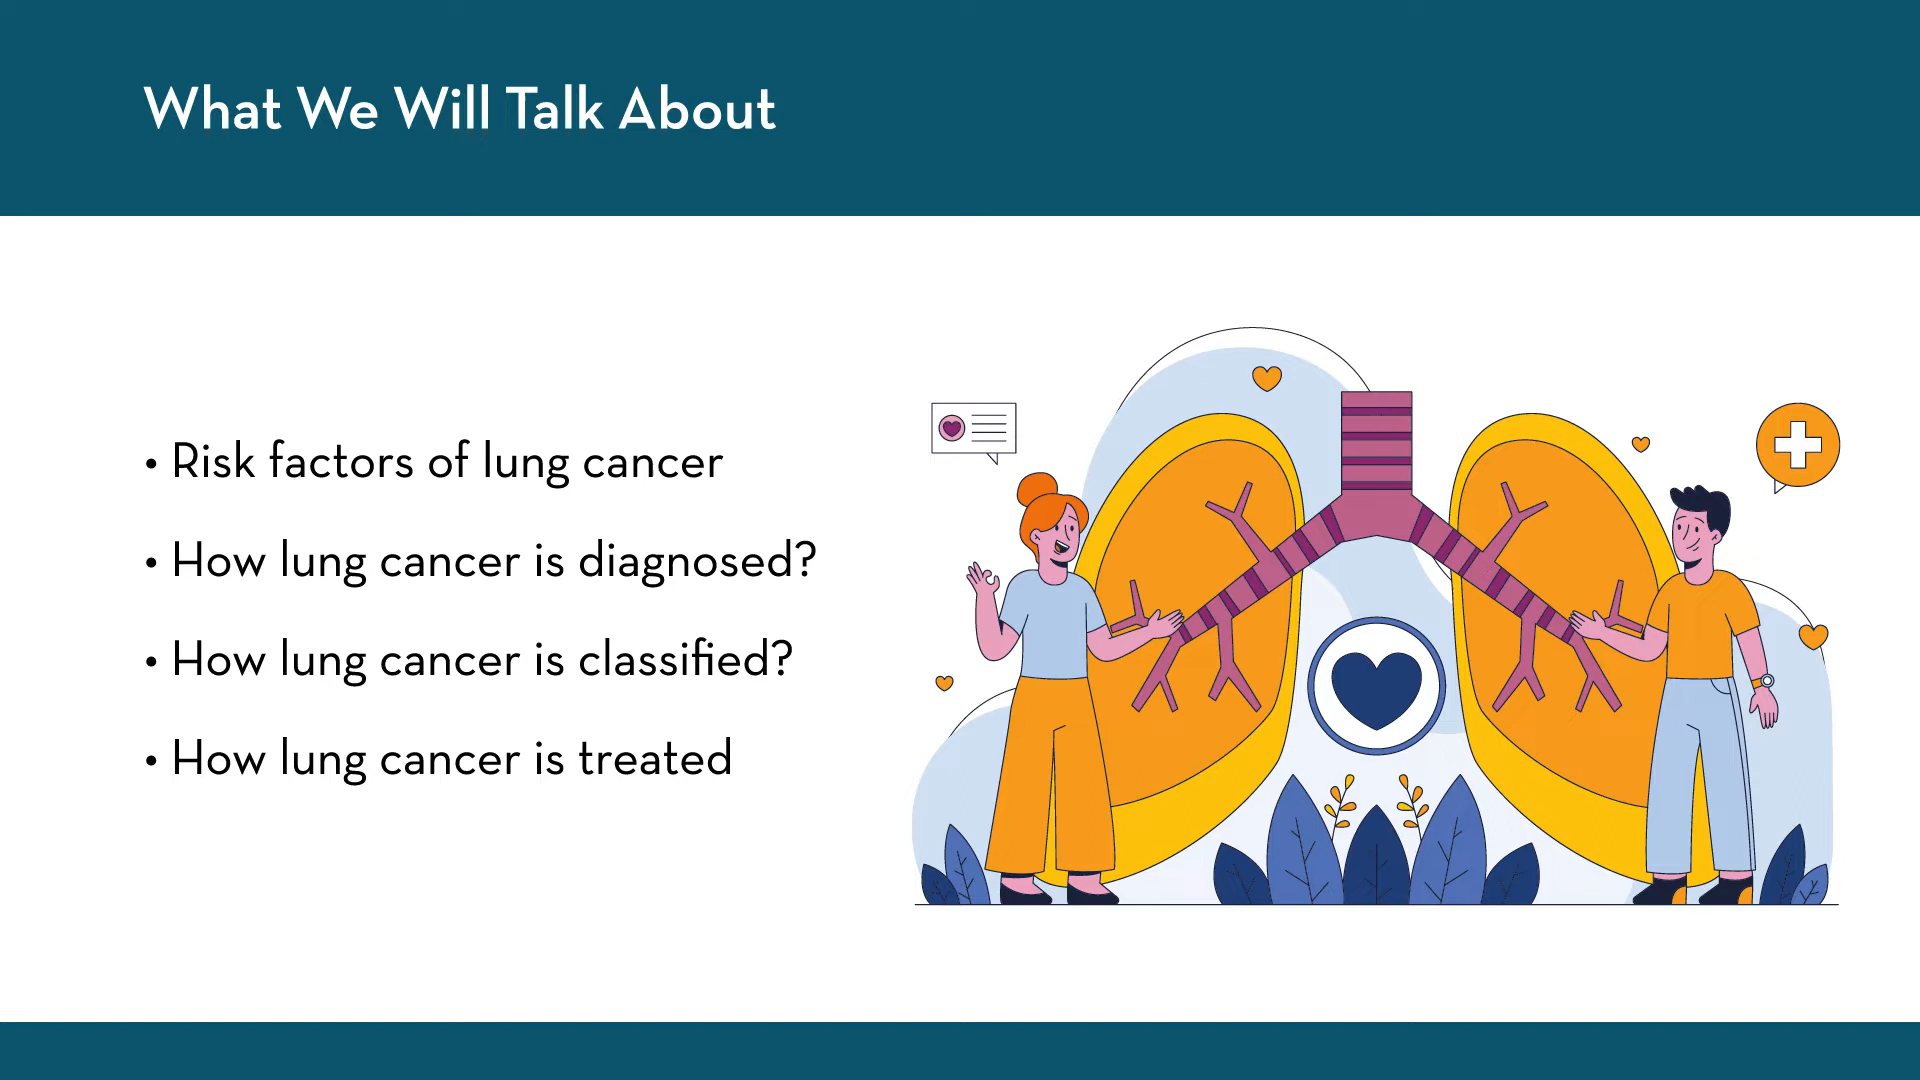 What We Will Talk About
• Risk factors of lung cancer
• How lung cancer is diagnosed?
• How lung cancer is classified?
• How lung cancer is treated